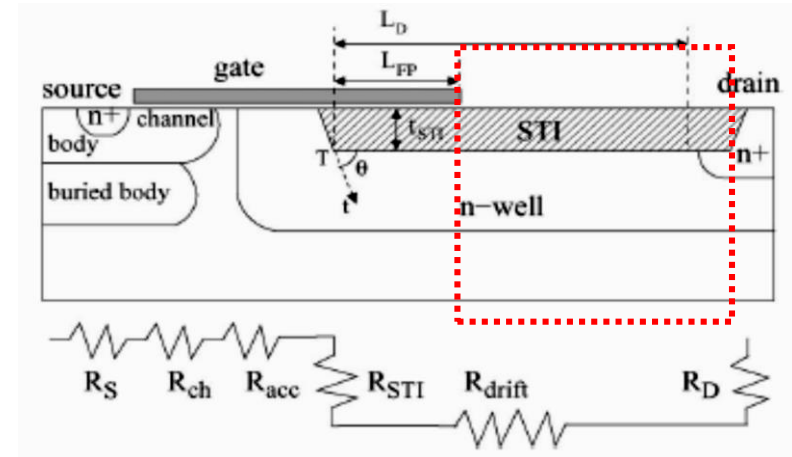 L_D
gate
L_FP
source
drain
n+
channel
t_STI
STI
body
T
θ
n+
buried body
t
n-well
R_S
R_ch
R_acc
R_STI
R_drift
R_D